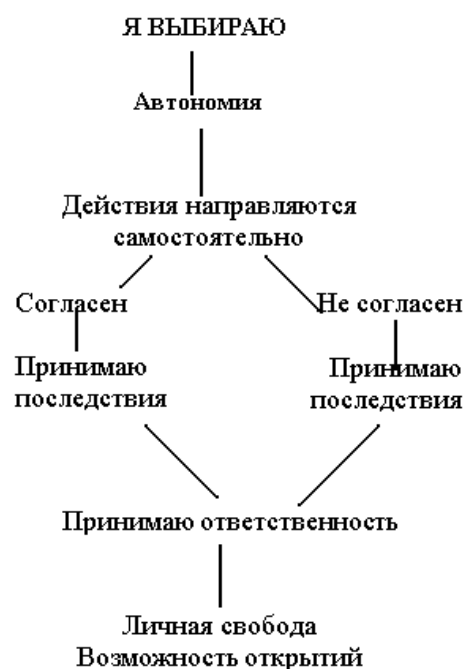 Я ВЫБИРАЮ
Автономия
Действия направляются
самостоятельно
Согласен
Не согласен
Принимаю
последствия
Принимаю
последствия
Принимаю ответственность
Личная свобода
Возможность открытий